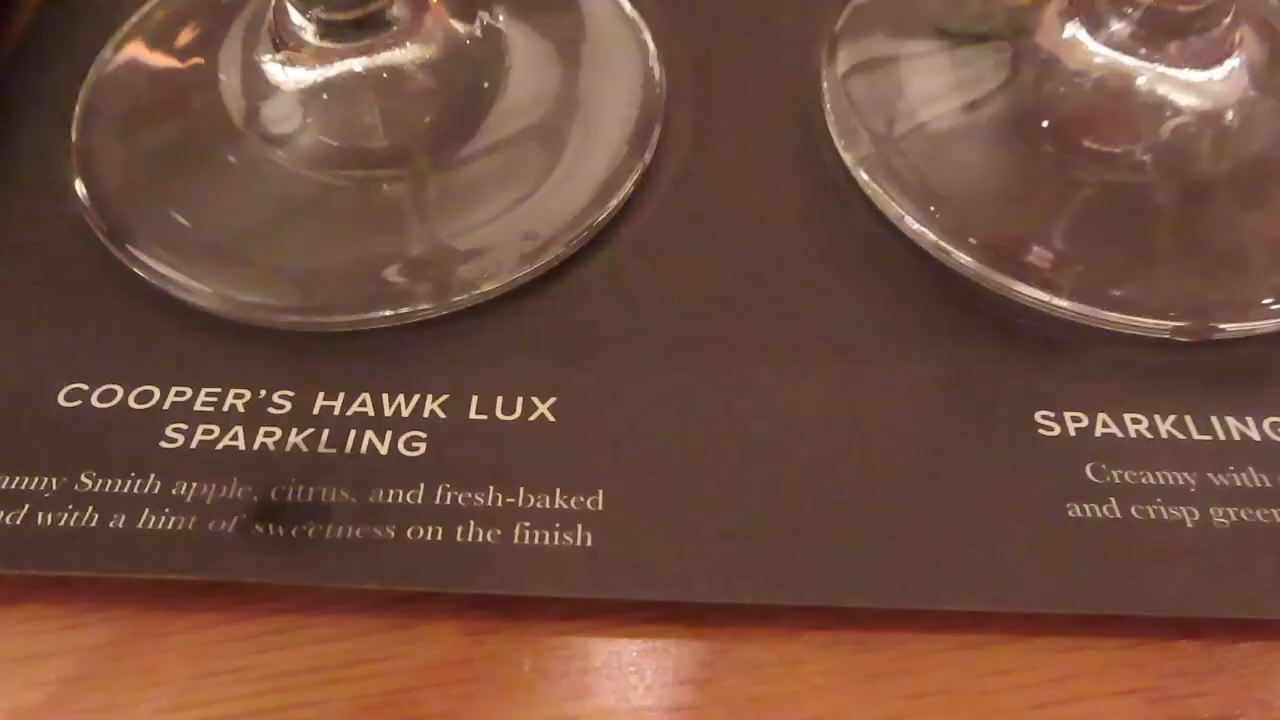 COOPER'S HAWK LUX
SPARKLING
Smith apple, citrus, and fresh-baked
with a hint of sweetness on the finish
SPARKLING
Creamy with
and crisp green